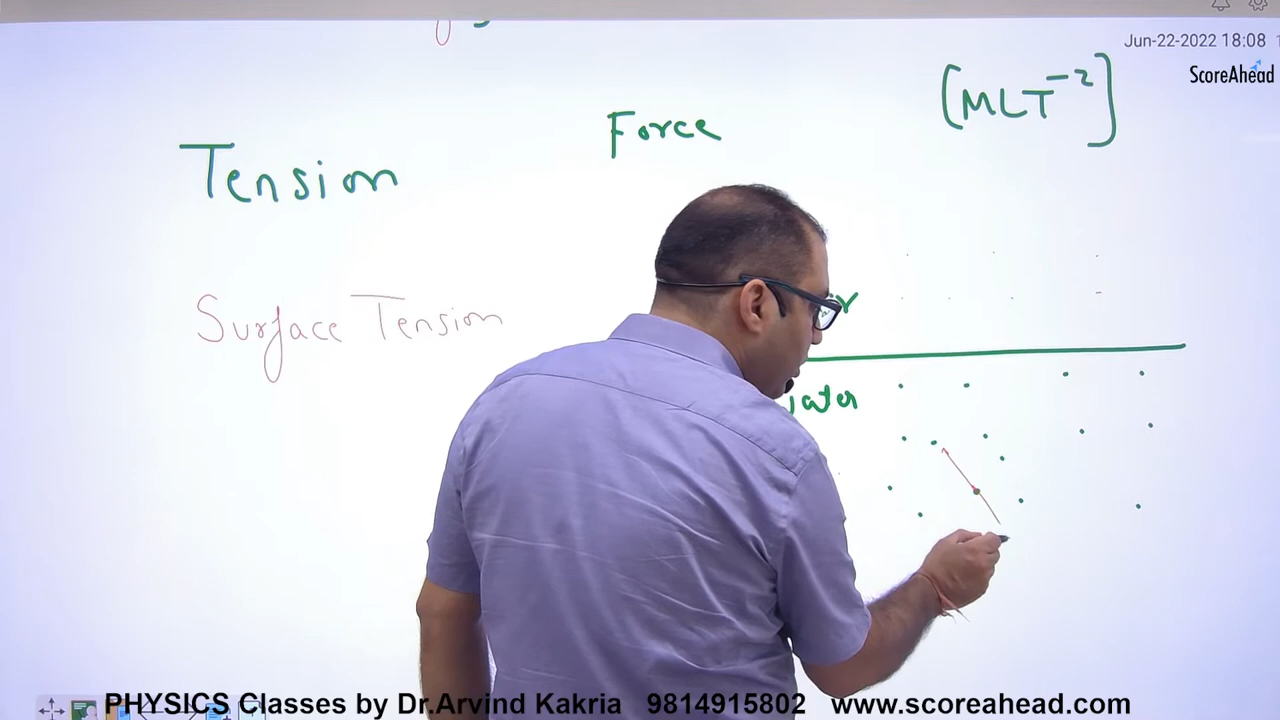 Jun-22-2022 18:08
ScoreAhead
[MLT⁻²]
Force
Tension
Surface Tension
PHYSICS Classes by Dr.Arvind Kakria 9814915802 www.scoreahead.com